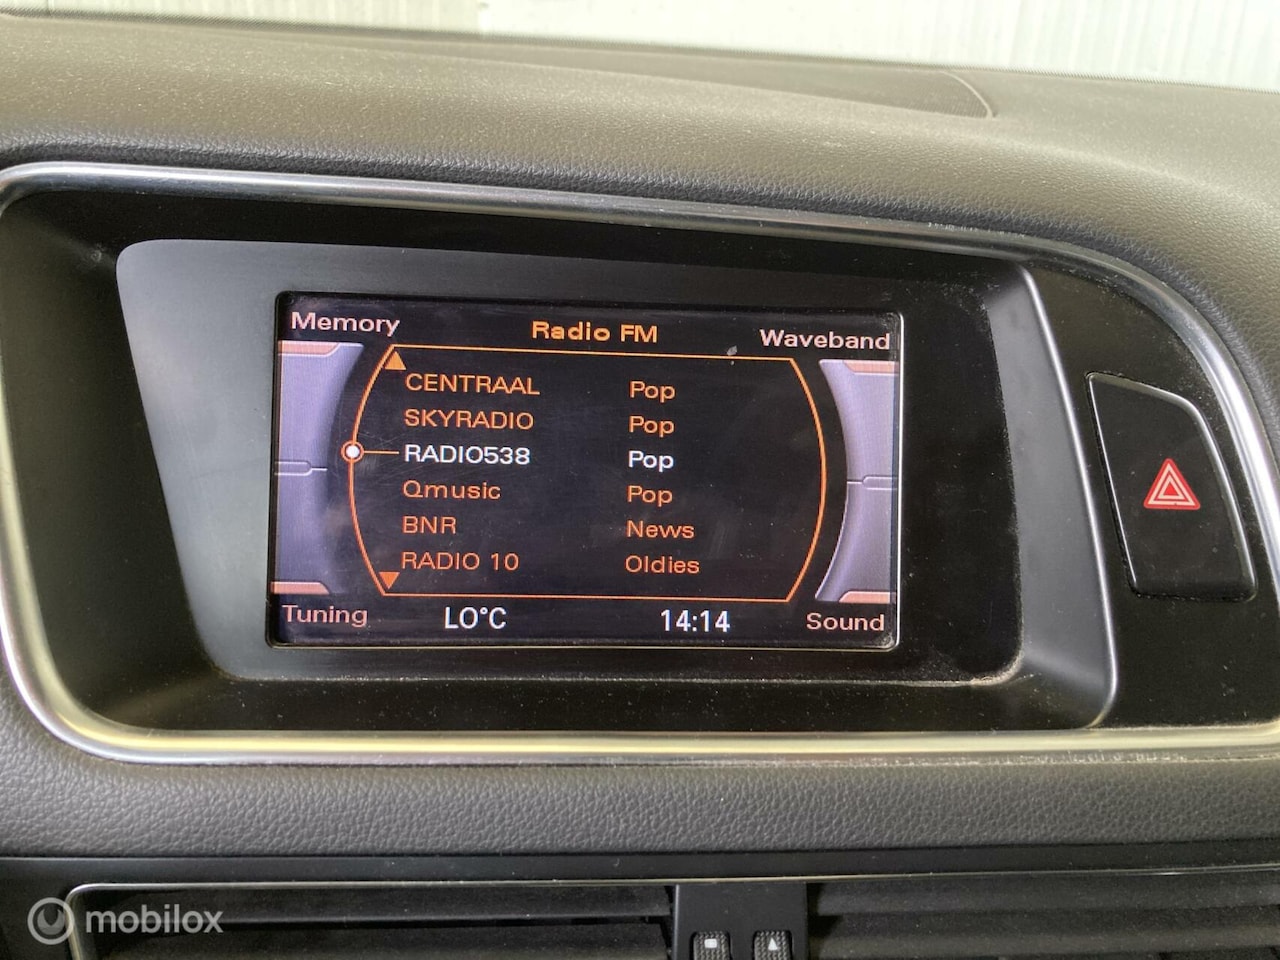 Memory Radio FM Waveband
CENTRAAL Pop
SKYRADIO Pop
RADIO538 Pop
Qmusic Pop
BNR News
RADIO 10 Oldies
Tuning LO°C 14:14 Sound
mobilox